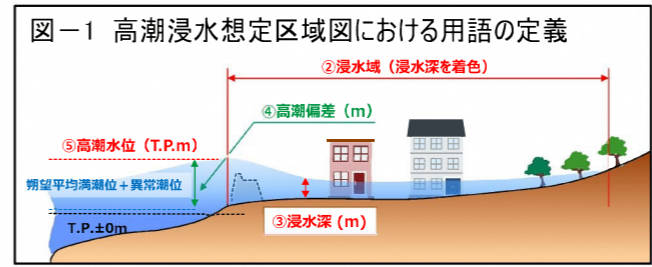 図－1 高潮浸水想定区域図における用語の定義
②浸水域（浸水深を着色）
④高潮偏差（m）
⑤高潮水位（T.P.m）
朔望平均満潮位＋異常潮位
③浸水深（m）
T.P.±0m